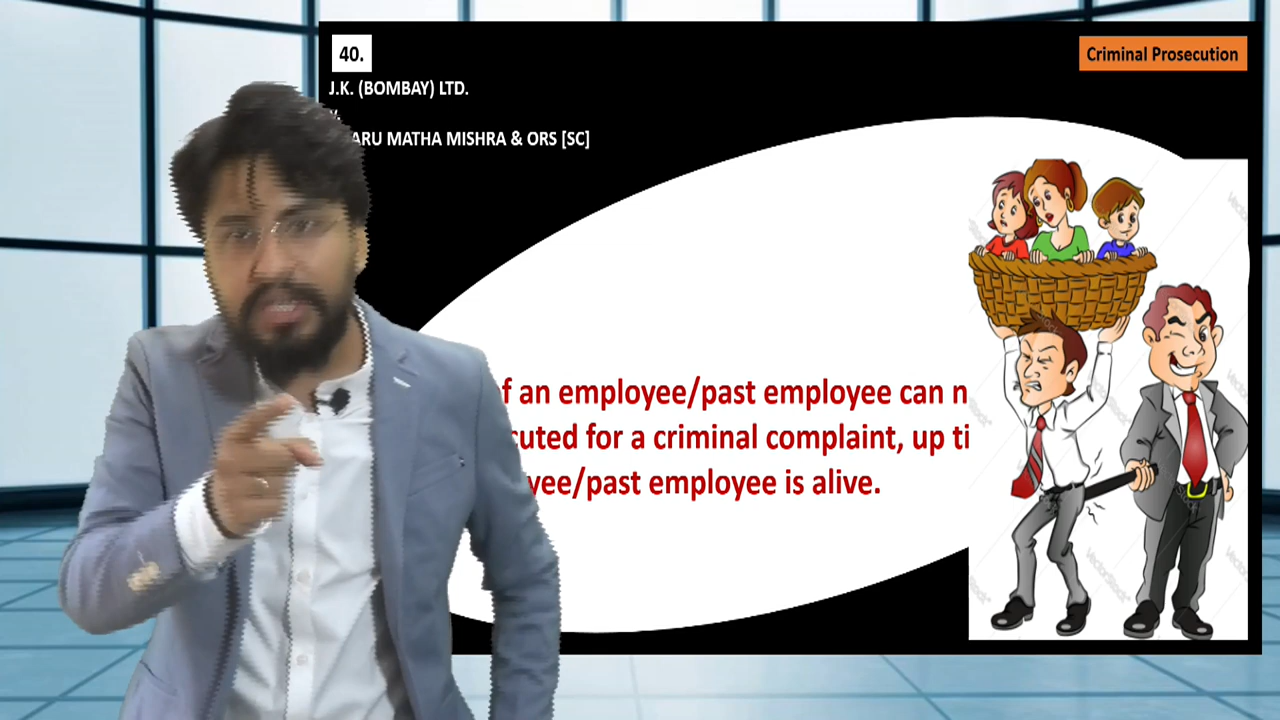 40.
Criminal Prosecution
J.K. (BOMBAY) LTD.
v.
ARU MATHA MISHRA & ORS [SC]
f an employee/past employee can n
cuted for a criminal complaint, up ti
yee/past employee is alive.
VectorStock